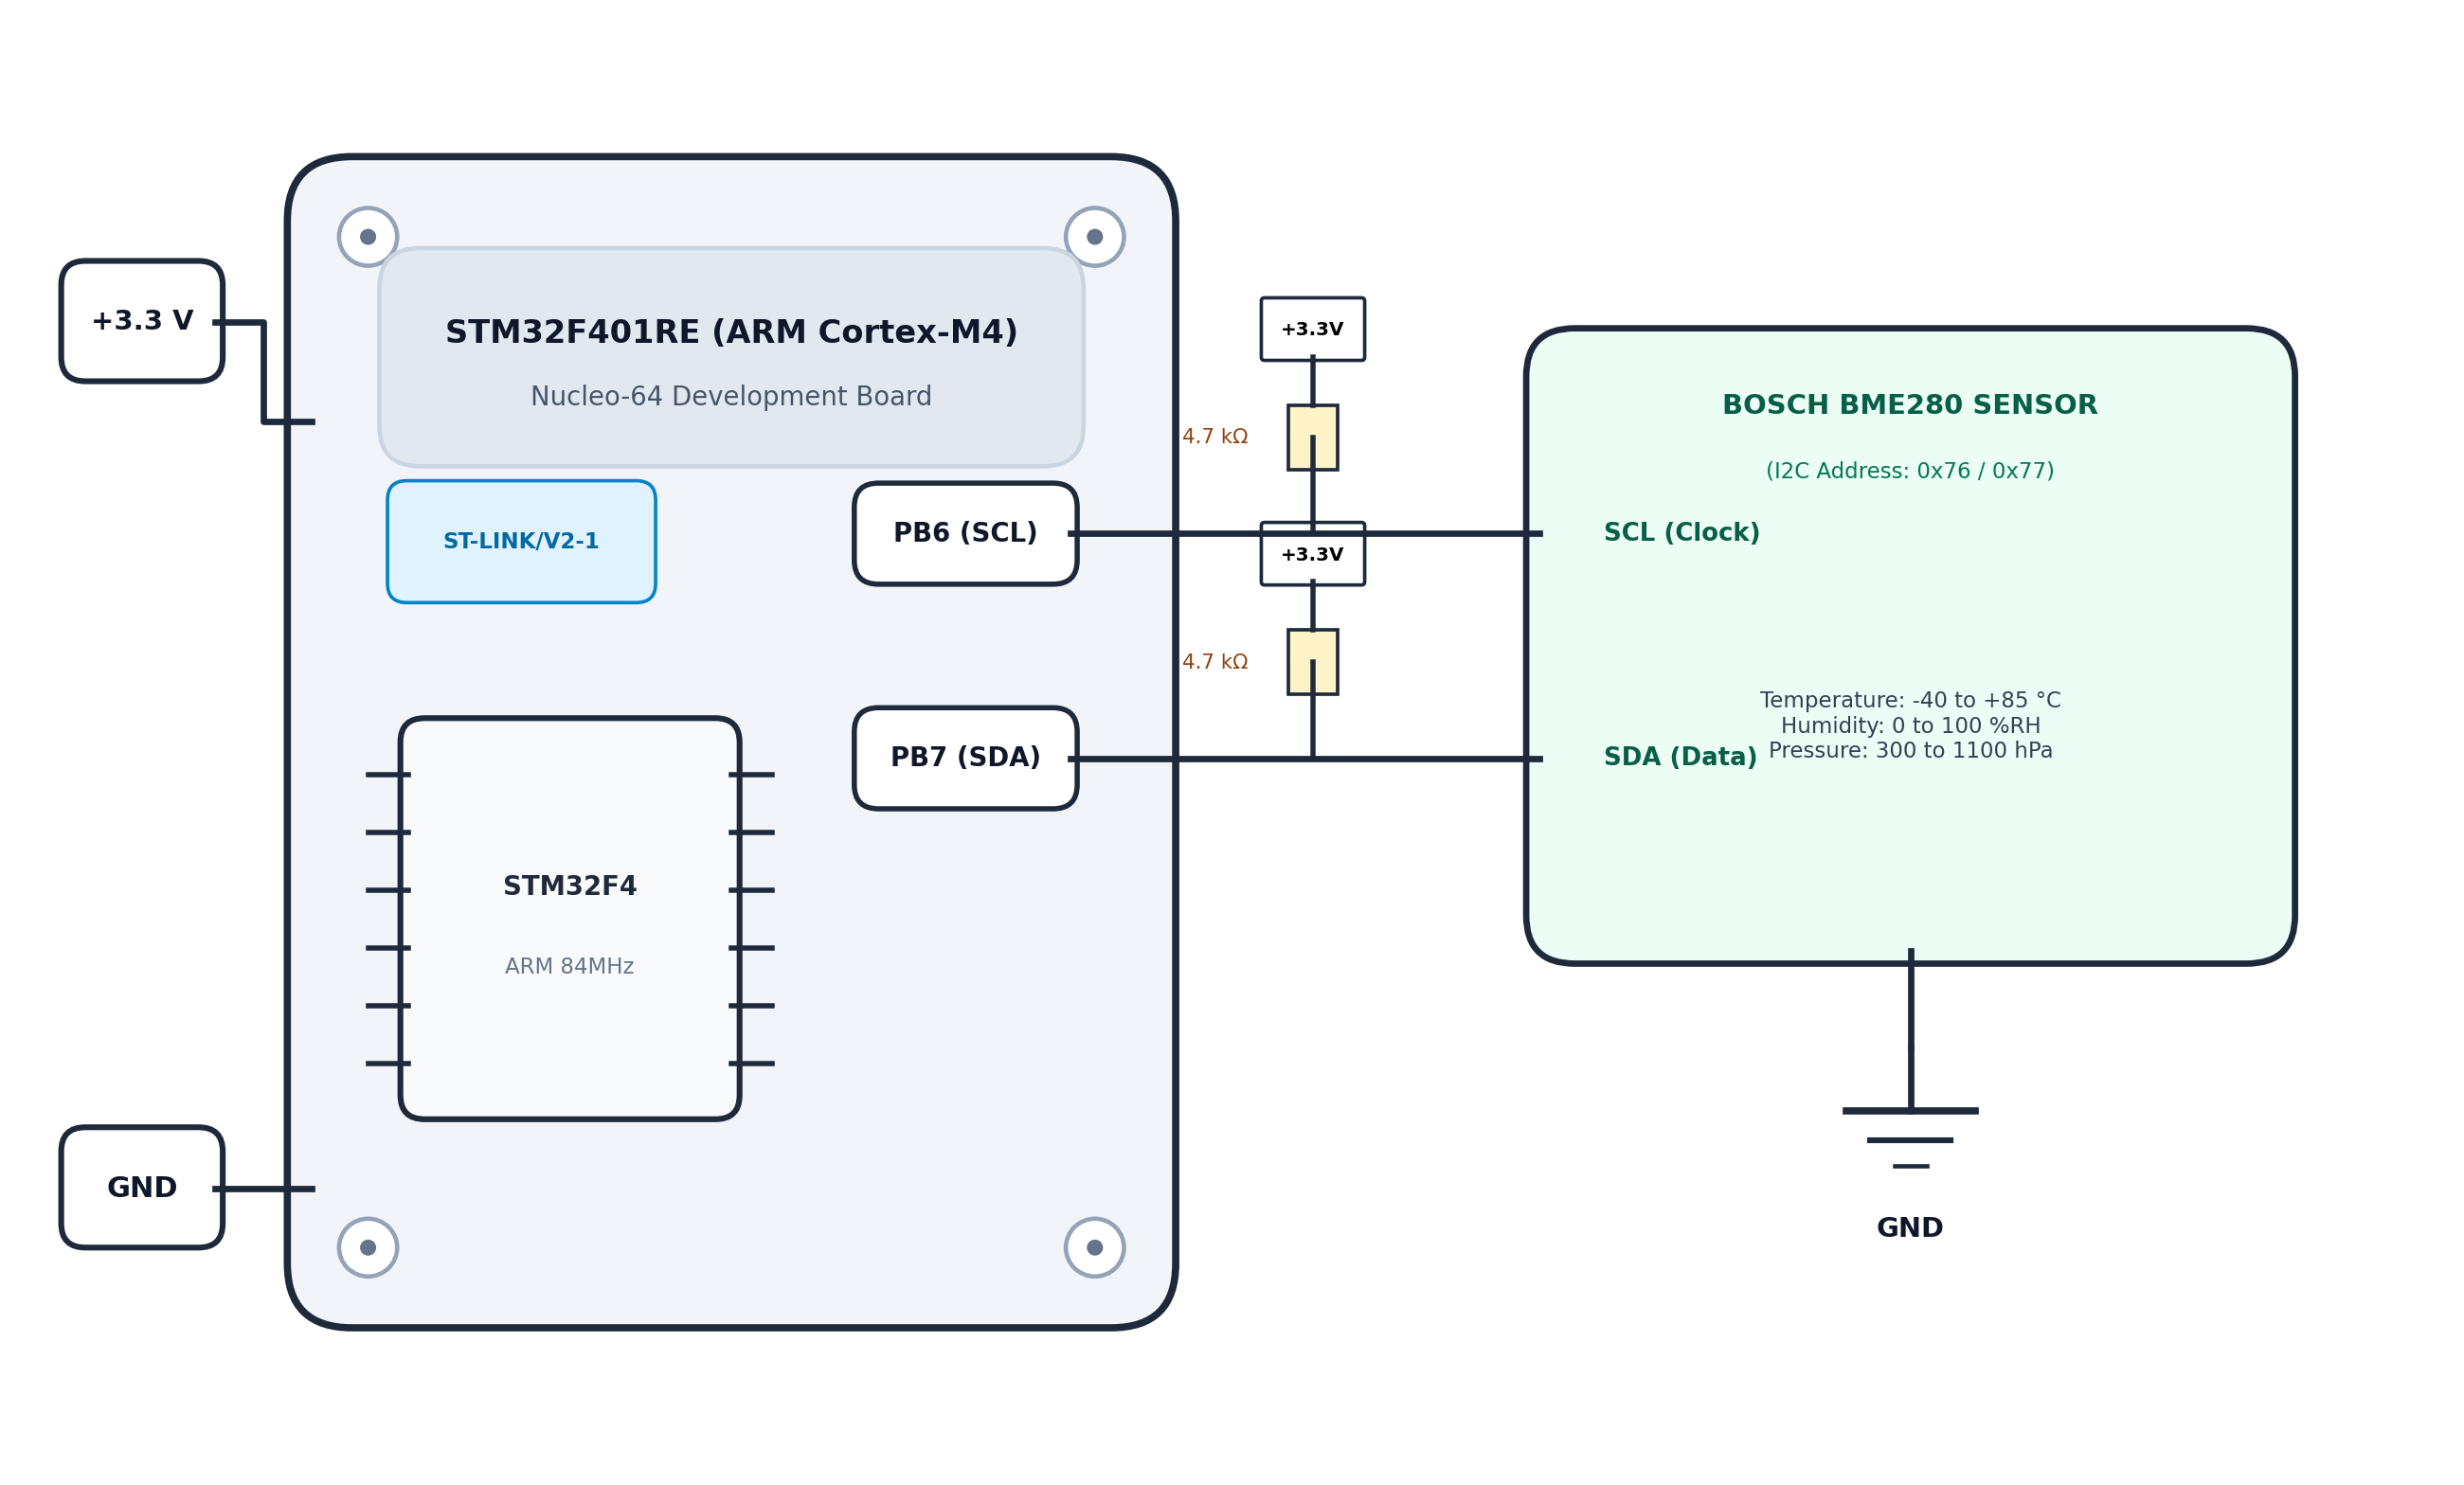 +3.3 V
STM32F401RE (ARM Cortex-M4)
Nucleo-64 Development Board
ST-LINK/V2-1
PB6 (SCL)
PB7 (SDA)
STM32F4
ARM 84MHz
GND
+3.3V
4.7 kΩ
+3.3V
4.7 kΩ
BOSCH BME280 SENSOR
(I2C Address: 0x76 / 0x77)
SCL (Clock)
Temperature: -40 to +85 °C
Humidity: 0 to 100 %RH
Pressure: 300 to 1100 hPa
SDA (Data)
GND